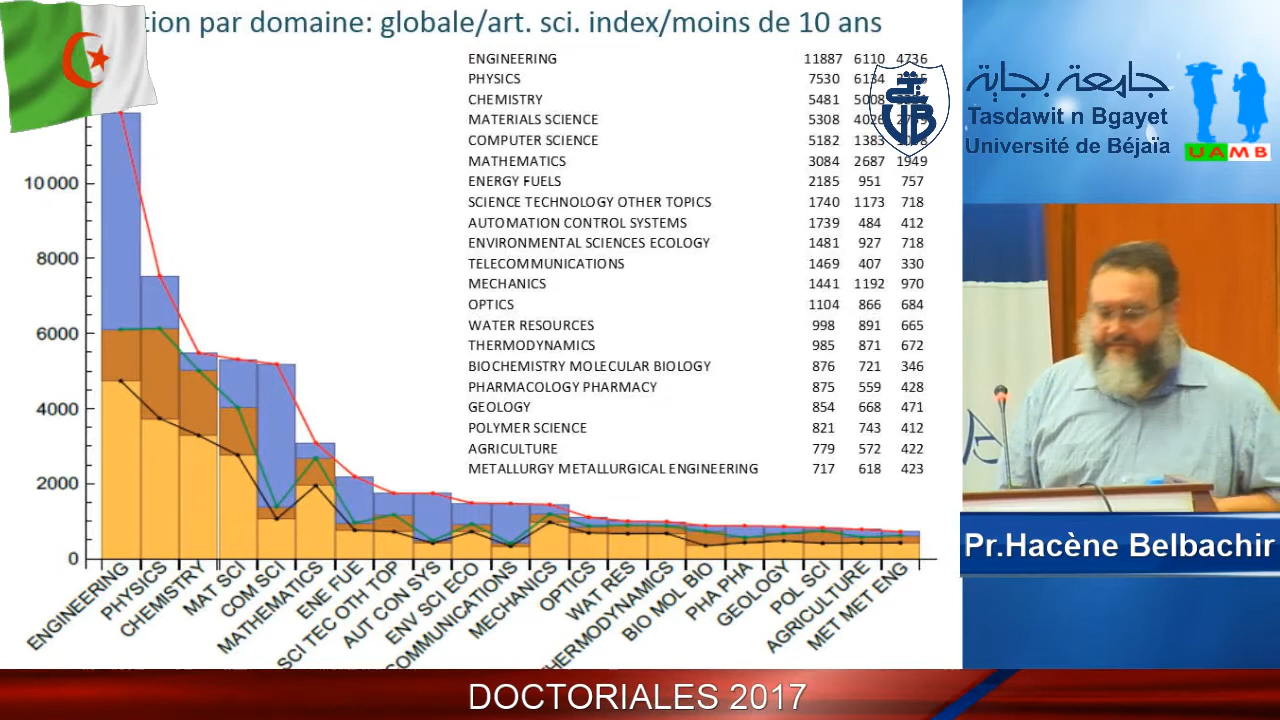 tion par domaine: globale/art. sci. index/moins de 10 ans
ENGINEERING 11887 6110 4736
PHYSICS 7530 6134
CHEMISTRY 5481 5008
MATERIALS SCIENCE 5308 4026
COMPUTER SCIENCE 5182 1383
MATHEMATICS 3084 2687 1949
ENERGY FUELS 2185 951 757
SCIENCE TECHNOLOGY OTHER TOPICS 1740 1173 718
AUTOMATION CONTROL SYSTEMS 1739 484 412
ENVIRONMENTAL SCIENCES ECOLOGY 1481 927 718
TELECOMMUNICATIONS 1469 407 330
MECHANICS 1441 1192 970
OPTICS 1104 866 684
WATER RESOURCES 998 891 665
THERMODYNAMICS 985 871 672
BIOCHEMISTRY MOLECULAR BIOLOGY 876 721 346
PHARMACOLOGY PHARMACY 875 559 428
GEOLOGY 854 668 471
POLYMER SCIENCE 821 743 412
AGRICULTURE 779 572 422
METALLURGY METALLURGICAL ENGINEERING 717 618 423
10000
8000
6000
4000
2000
0
ENGINEERING
PHYSICS
CHEMISTRY
MAT SCI
COM SCI
MATHEMATICS
ENE FUE
SCI TEC OTH TOP
AUT CON SYS
ENV SCI ECO
COMMUNICATIONS
MECHANICS
OPTICS
WAT RES
THERMODYNAMICS
BIO MOL BIO
PHA PHA
GEOLOGY
POL SCI
AGRICULTURE
MET MET ENG
UB
جامعة بجاية
Tasdawit n Bgayet
Université de Béjaïa
UAMB
Pr.Hacène Belbachir
DOCTORIALES 2017